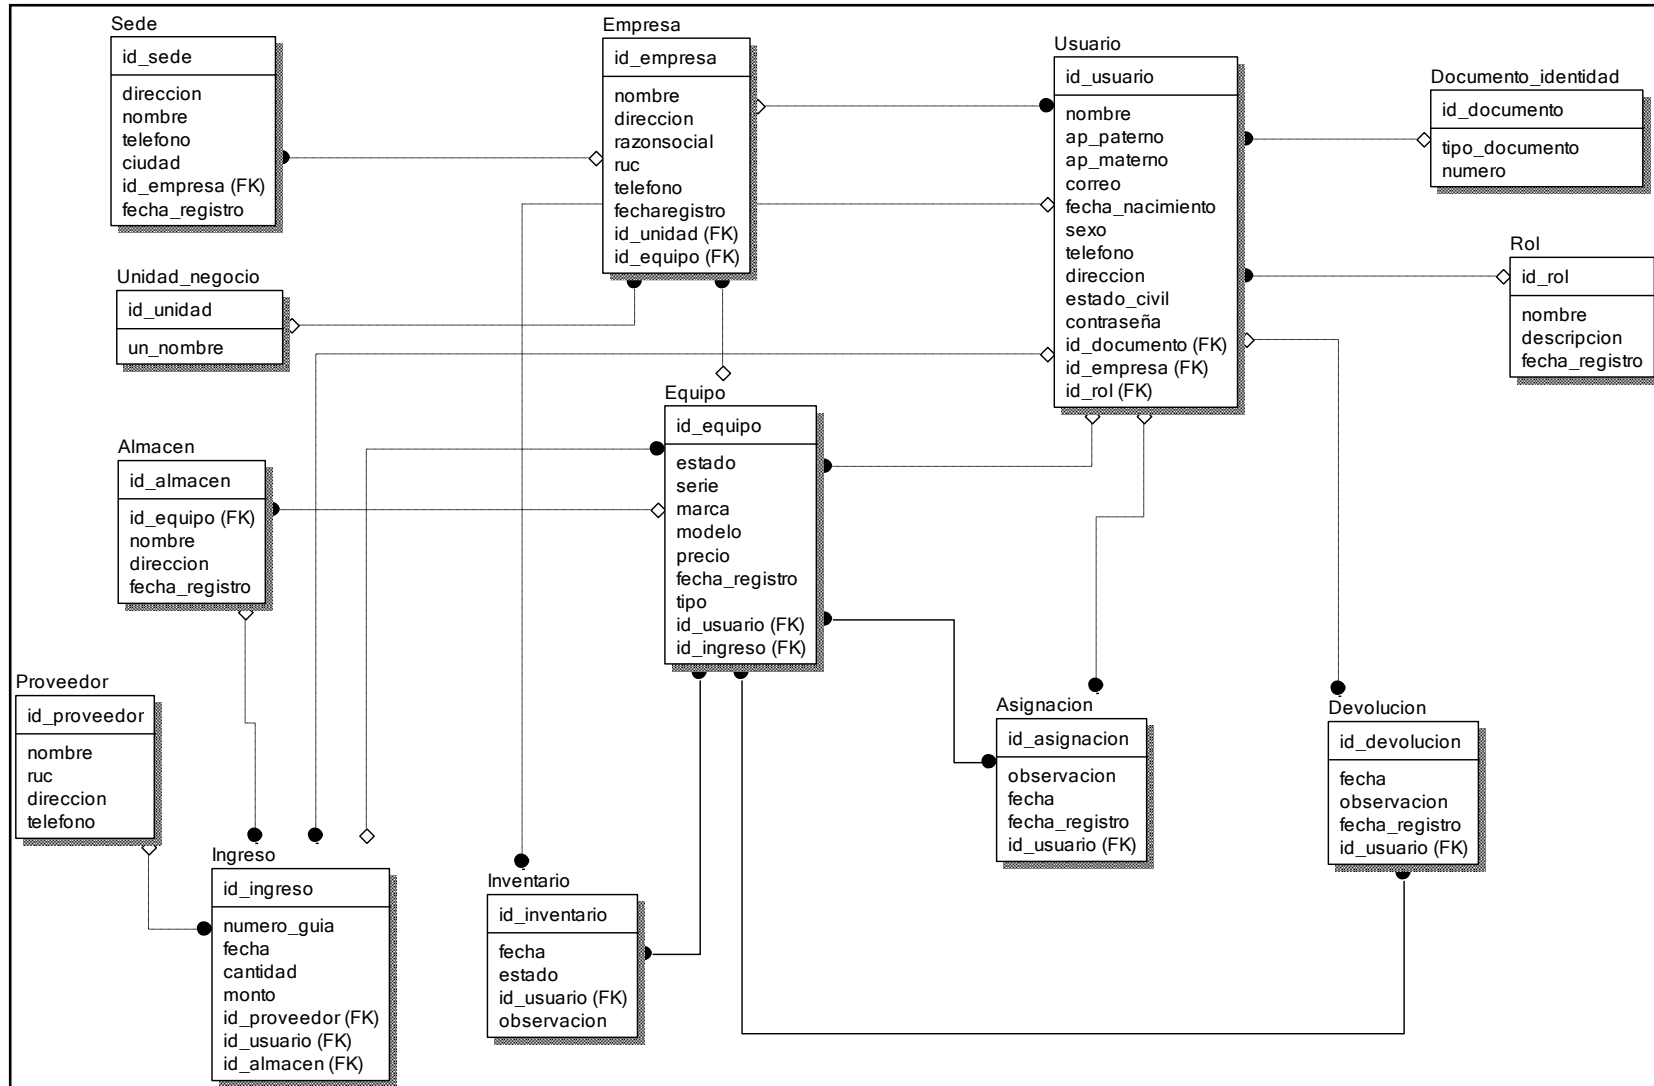 Sede
id_sede
direccion
nombre
telefono
ciudad
id_empresa (FK)
fecha_registro
Empresa
id_empresa
nombre
direccion
razonsocial
ruc
telefono
fecharegistro
id_unidad (FK)
id_equipo (FK)
Usuario
id_usuario
nombre
ap_paterno
ap_materno
correo
fecha_nacimiento
sexo
telefono
direccion
estado_civil
contraseña
id_documento (FK)
id_empresa (FK)
id_rol (FK)
Documento_identidad
id_documento
tipo_documento
numero
Rol
id_rol
nombre
descripcion
fecha_registro
Unidad_negocio
id_unidad
un_nombre
Equipo
id_equipo
estado
serie
marca
modelo
precio
fecha_registro
tipo
id_usuario (FK)
id_ingreso (FK)
Almacen
id_almacen
id_equipo (FK)
nombre
direccion
fecha_registro
Proveedor
id_proveedor
nombre
ruc
direccion
telefono
Ingreso
id_ingreso
numero_guia
fecha
cantidad
monto
id_proveedor (FK)
id_usuario (FK)
id_almacen (FK)
Inventario
id_inventario
fecha
estado
id_usuario (FK)
observacion
Asignacion
id_asignacion
observacion
fecha
fecha_registro
id_usuario (FK)
Devolucion
id_devolucion
fecha
observacion
fecha_registro
id_usuario (FK)